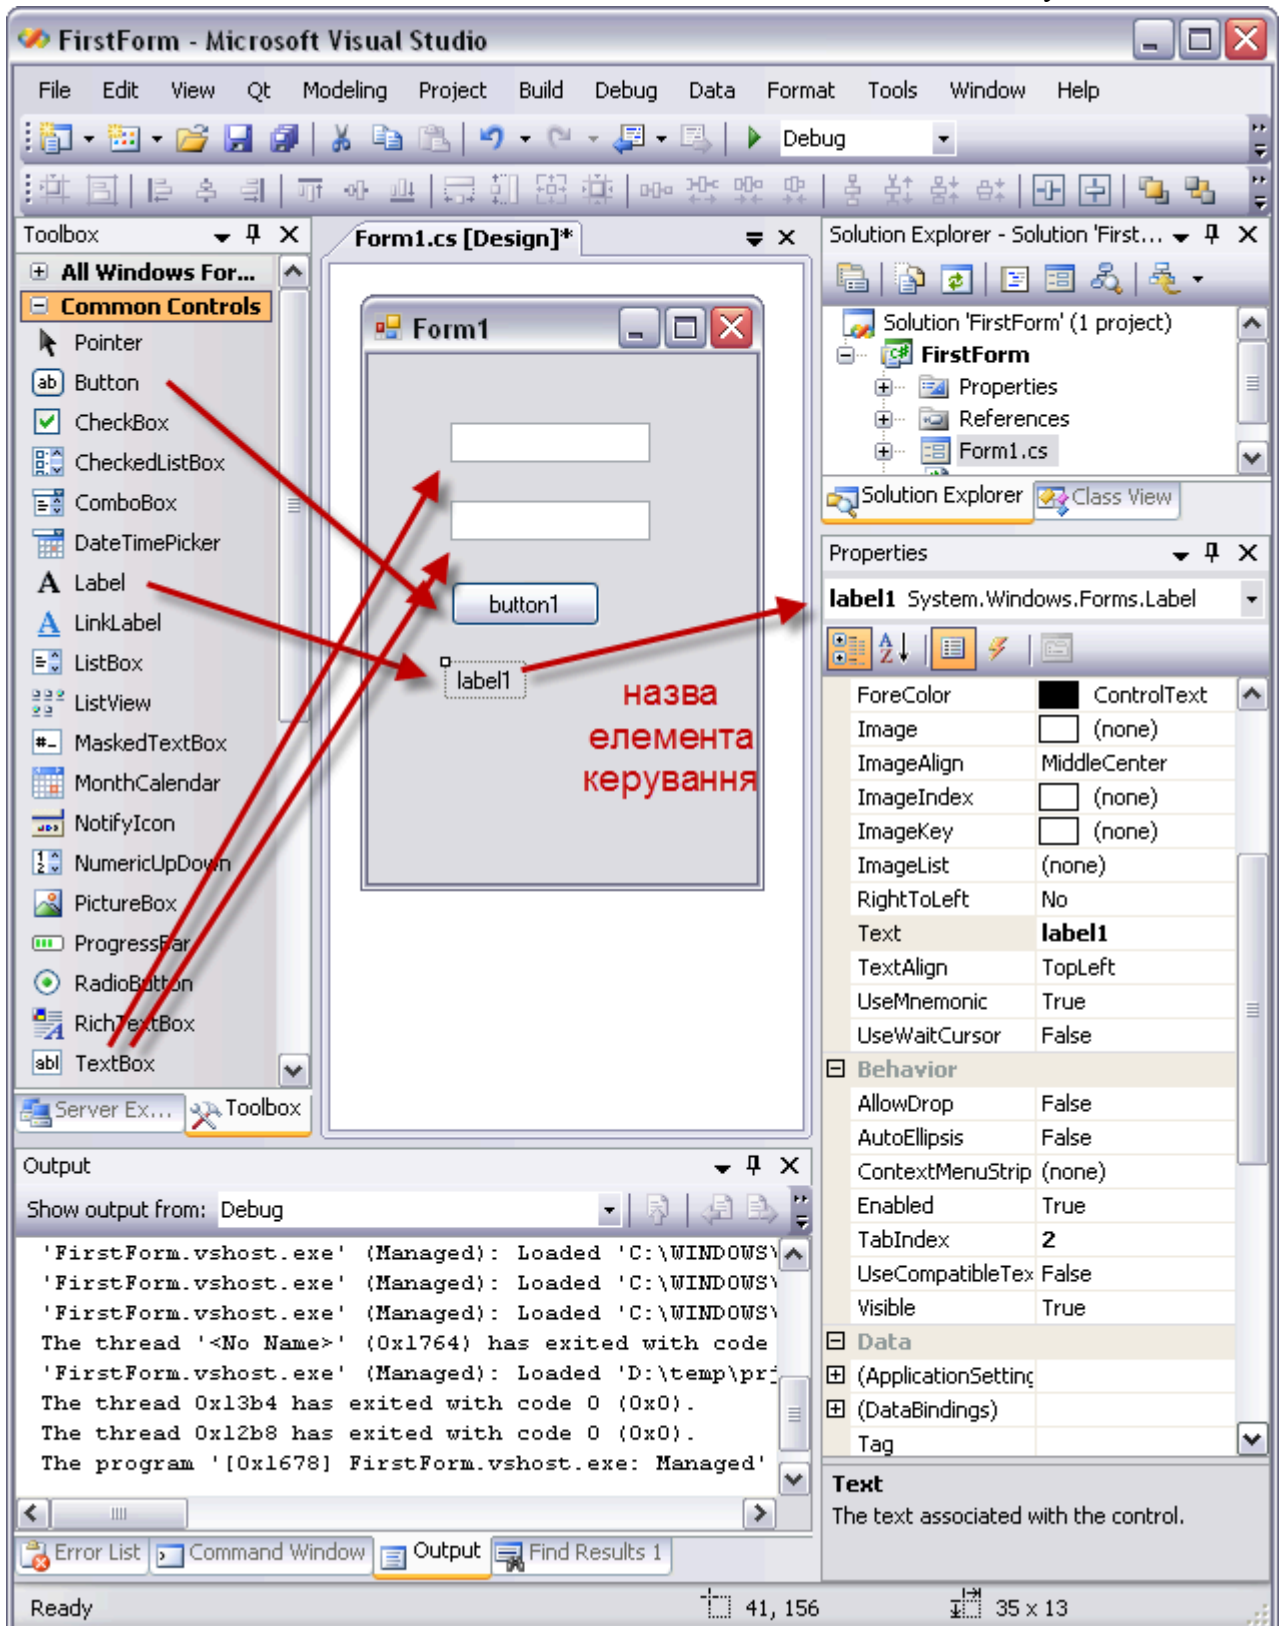 FirstForm - Microsoft Visual Studio
File Edit View Qt Modeling Project Build Debug Data Format Tools Window Help
Debug
Toolbox
All Windows For...
Common Controls
Pointer
Button
CheckBox
CheckedListBox
ComboBox
DateTimePicker
Label
LinkLabel
ListBox
ListView
MaskedTextBox
MonthCalendar
NotifyIcon
NumericUpDown
PictureBox
ProgressBar
RadioButton
RichTextBox
TextBox
Server Ex... Toolbox
Form1.cs [Design]*
Form1
button1
label1
назва
елемента
керування
Solution Explorer - Solution 'First...
Solution 'FirstForm' (1 project)
FirstForm
Properties
References
Form1.cs
Solution Explorer Class View
Properties
label1 System.Windows.Forms.Label
ForeColor ControlText
Image (none)
ImageAlign MiddleCenter
ImageIndex (none)
ImageKey (none)
ImageList (none)
RightToLeft No
Text label1
TextAlign TopLeft
UseMnemonic True
UseWaitCursor False
Behavior
AllowDrop False
AutoEllipsis False
ContextMenuStrip (none)
Enabled True
TabIndex 2
UseCompatibleTex False
Visible True
Data
(ApplicationSetting
(DataBindings)
Tag
Text
The text associated with the control.
Output
Show output from: Debug
'FirstForm.vshost.exe' (Managed): Loaded 'C:\WINDOWS\
'FirstForm.vshost.exe' (Managed): Loaded 'C:\WINDOWS\
'FirstForm.vshost.exe' (Managed): Loaded 'C:\WINDOWS\
The thread '<No Name>' (0x1764) has exited with code
'FirstForm.vshost.exe' (Managed): Loaded 'D:\temp\prj
The thread 0x13b4 has exited with code 0 (0x0).
The thread 0x12b8 has exited with code 0 (0x0).
The program '[0x1678] FirstForm.vshost.exe: Managed'
Error List Command Window Output Find Results 1
Ready 41, 156 35 x 13